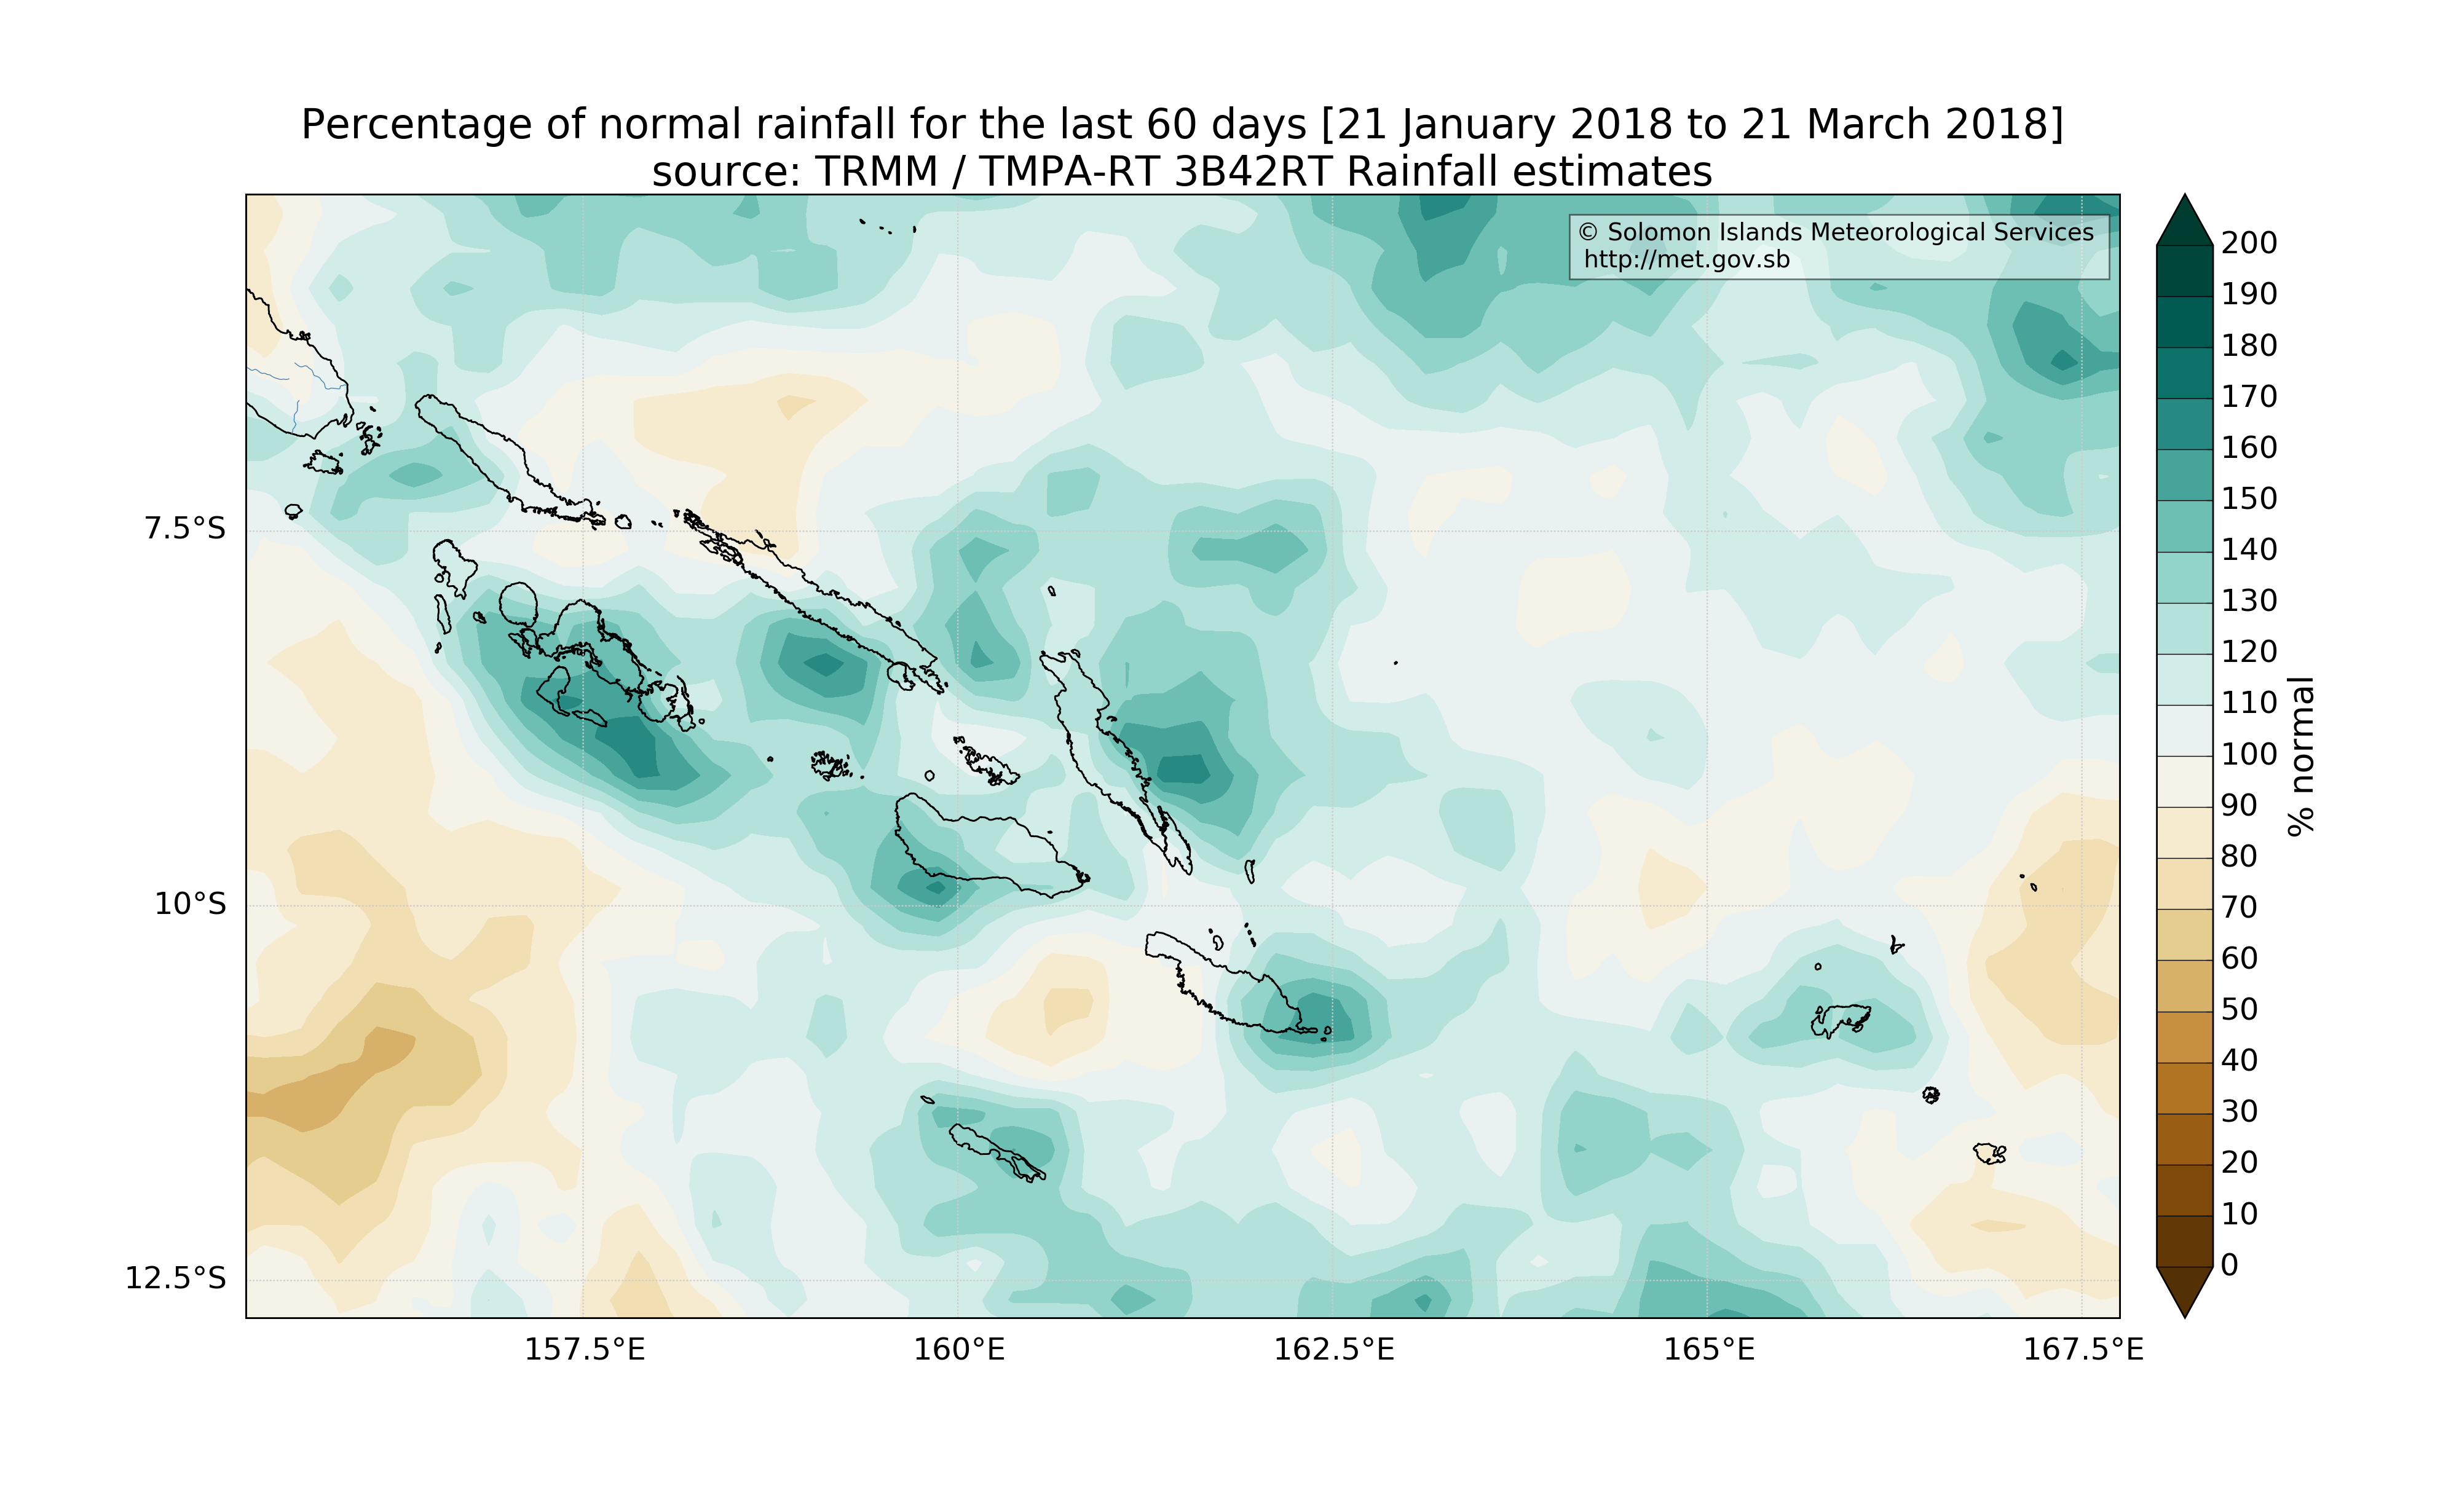 Percentage of normal rainfall for the last 60 days [21 January 2018 to 21 March 2018]
source: TRMM / TMPA-RT 3B42RT Rainfall estimates
© Solomon Islands Meteorological Services
http://met.gov.sb
7.5°S
10°S
12.5°S
157.5°E
160°E
162.5°E
165°E
167.5°E
200
190
180
170
160
150
140
130
120
110
100
90
80
70
60
50
40
30
20
10
0
% normal